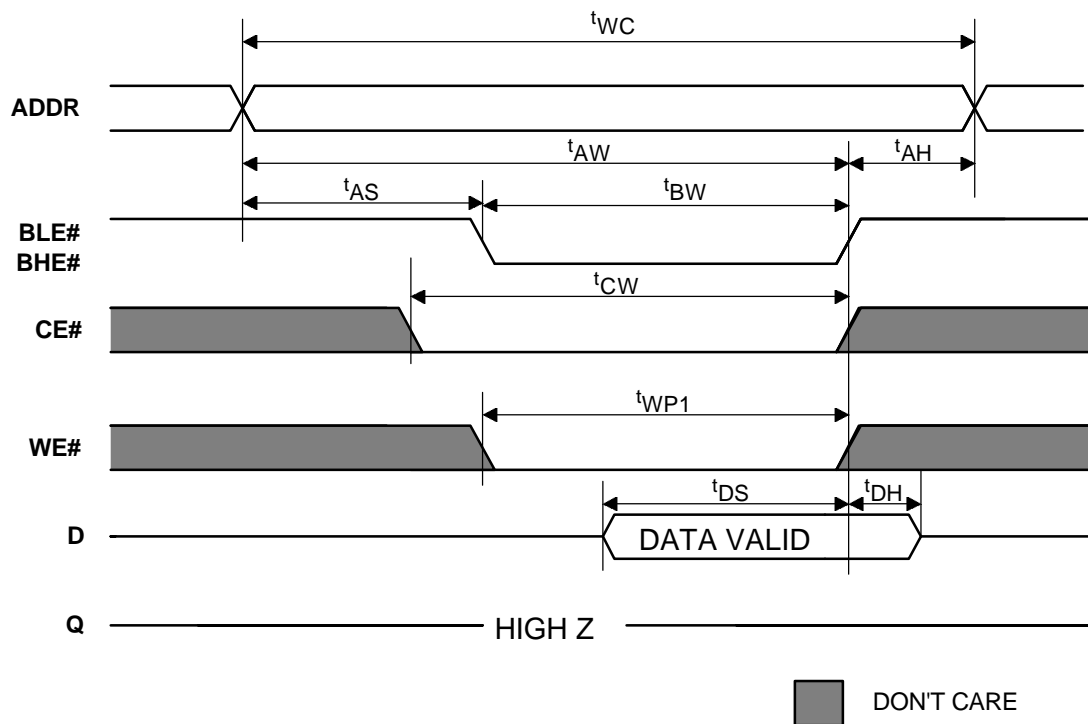 tWC
ADDR
tAW
tAH
tAS
tBW
BLE#
BHE#
tCW
CE#
tWP1
WE#
tDS
tDH
D
DATA VALID
Q
HIGH Z
DON'T CARE